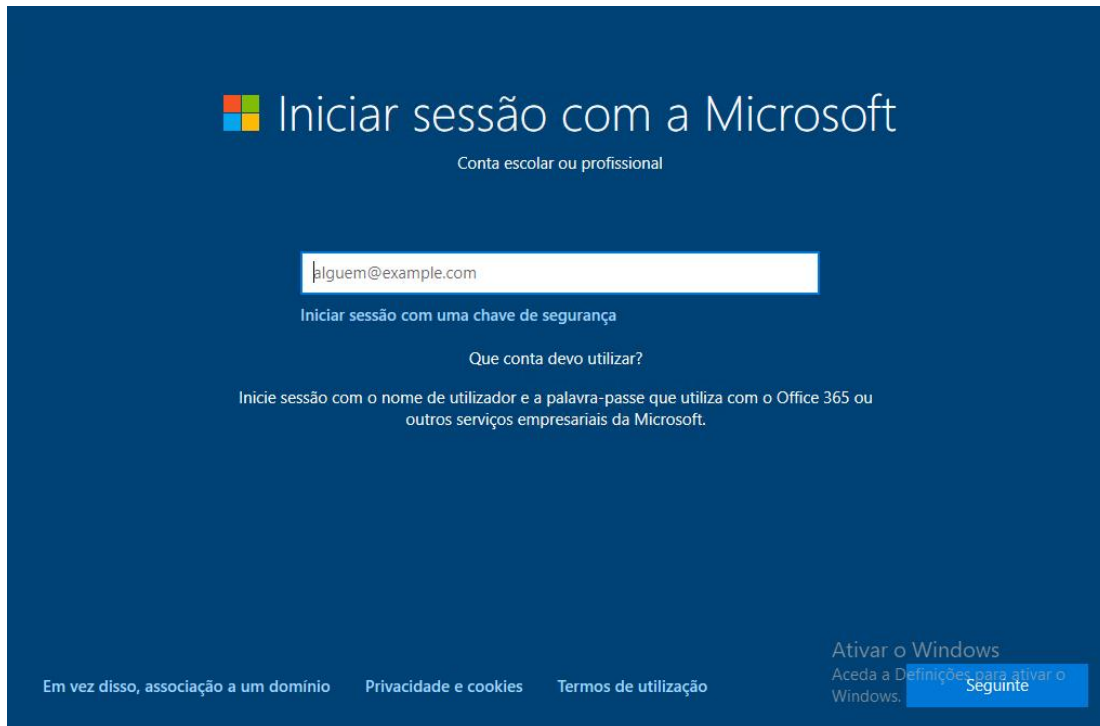 Iniciar sessão com a Microsoft
Conta escolar ou profissional
alguem@example.com
Iniciar sessão com uma chave de segurança
Que conta devo utilizar?
Inicie sessão com o nome de utilizador e a palavra-passe que utiliza com o Office 365 ou
outros serviços empresariais da Microsoft.
Ativar o Windows
Aceda a Definições para ativar o
Windows.
Em vez disso, associação a um domínio
Privacidade e cookies
Termos de utilização
Seguinte